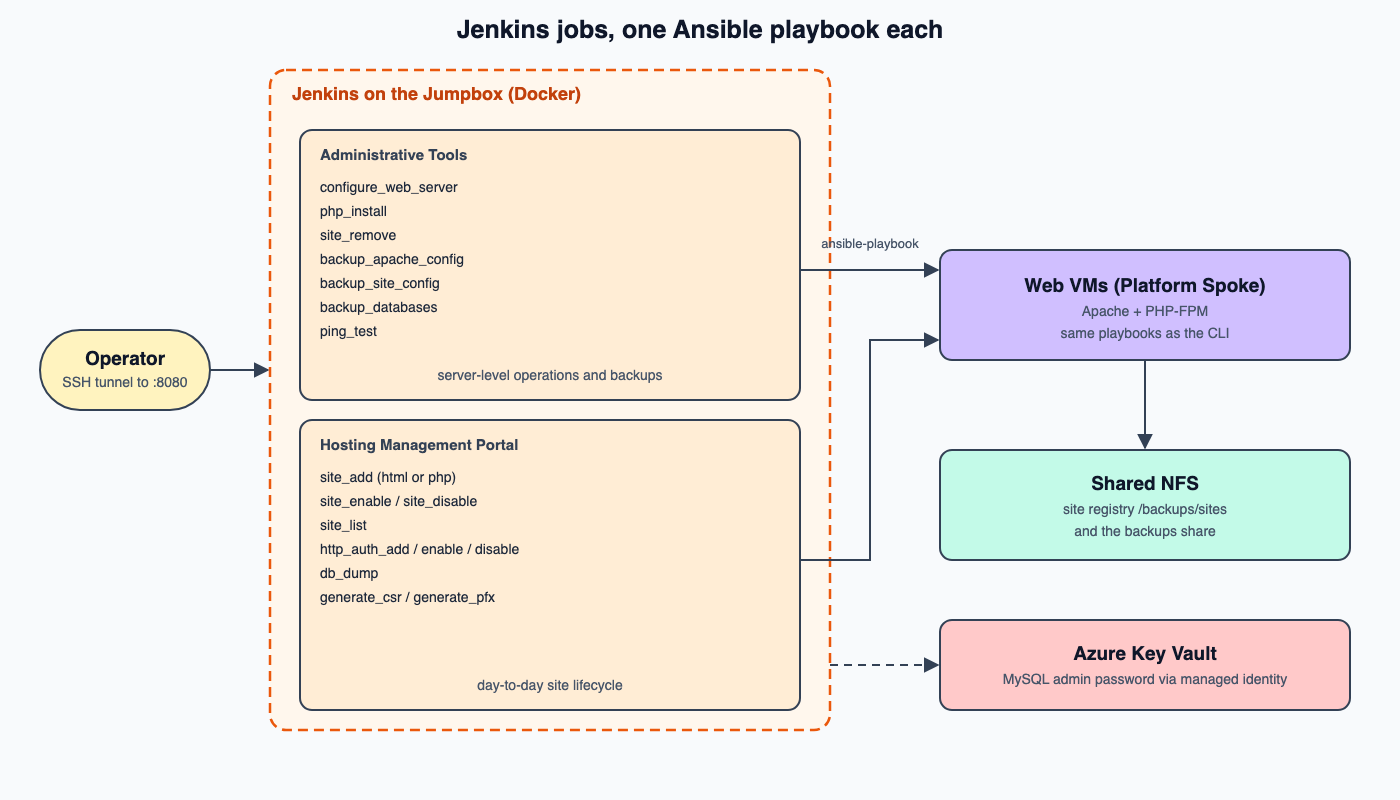 Jenkins jobs, one Ansible playbook each
Jenkins on the Jumpbox (Docker)
Administrative Tools
configure_web_server
php_install
site_remove
backup_apache_config
backup_site_config
backup_databases
ping_test
server-level operations and backups
Operator
SSH tunnel to :8080
Hosting Management Portal
site_add (html or php)
site_enable / site_disable
site_list
http_auth_add / enable / disable
db_dump
generate_csr / generate_pfx
day-to-day site lifecycle
ansible-playbook
Web VMs (Platform Spoke)
Apache + PHP-FPM
same playbooks as the CLI
Shared NFS
site registry /backups/sites
and the backups share
Azure Key Vault
MySQL admin password via managed identity